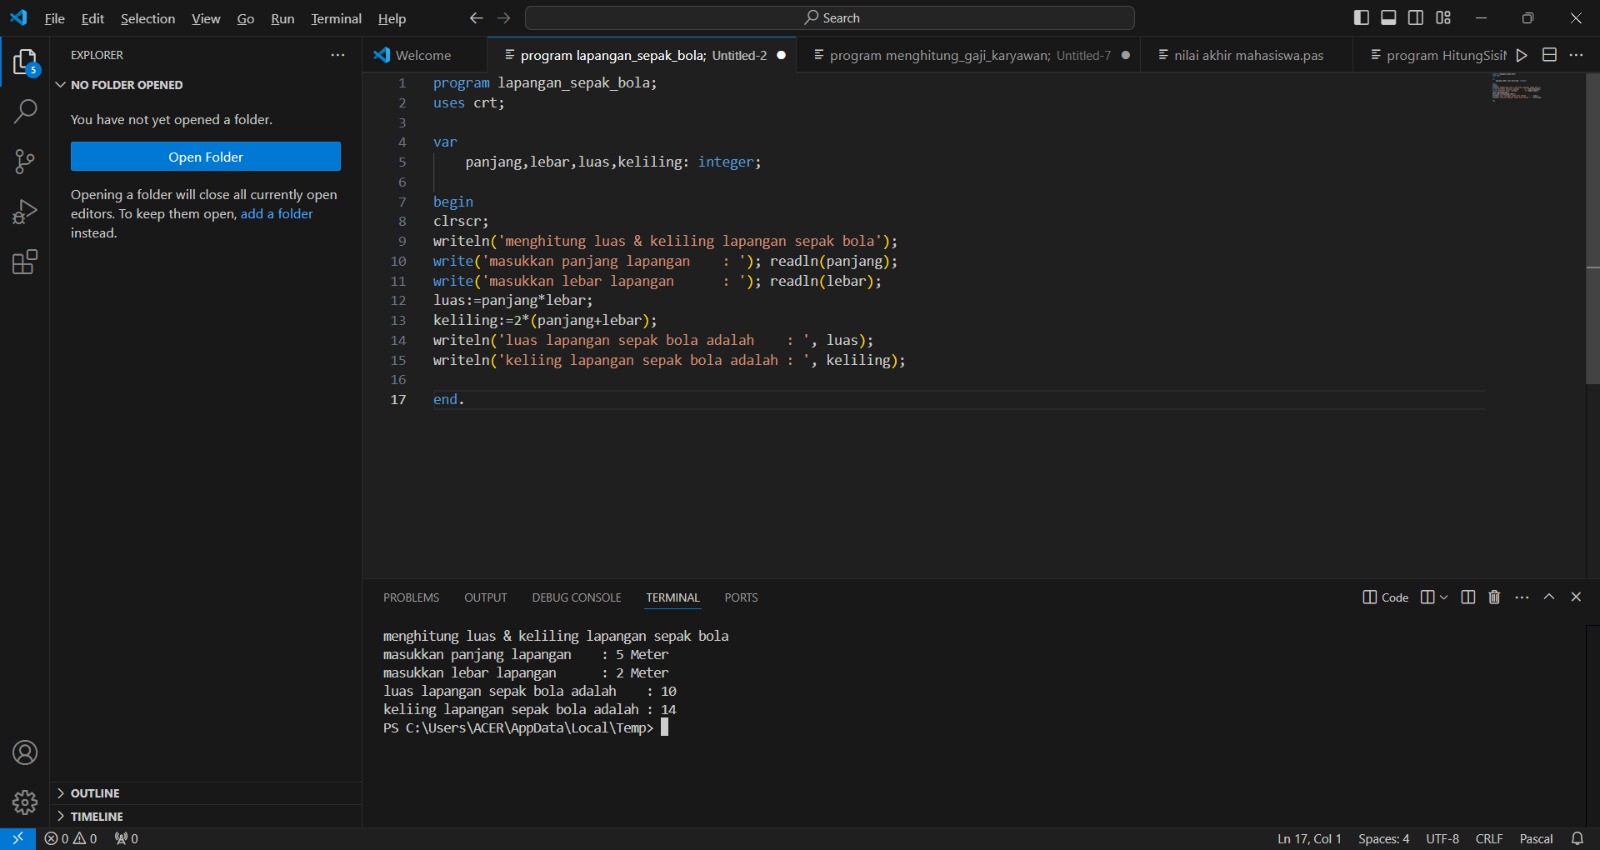 File Edit Selection View Go Run Terminal Help Search
EXPLORER
NO FOLDER OPENED
You have not yet opened a folder.
Open Folder
Opening a folder will close all currently open
editors. To keep them open, add a folder
instead.
OUTLINE
TIMELINE
5
Welcome program lapangan_sepak_bola; Untitled-2 program menghitung_gaji_karyawan; Untitled-7 nilai akhir mahasiswa.pas program HitungSisi
1 program lapangan_sepak_bola;
2 uses crt;
3
4 var
5 panjang,lebar,luas,keliling: integer;
6
7 begin
8 clrscr;
9 writeln('menghitung luas & keliling lapangan sepak bola');
10 write('masukkan panjang lapangan    : '); readln(panjang);
11 write('masukkan lebar lapangan      : '); readln(lebar);
12 luas:=panjang*lebar;
13 keliling:=2*(panjang+lebar);
14 writeln('luas lapangan sepak bola adalah    : ', luas);
15 writeln('keliing lapangan sepak bola adalah : ', keliling);
16
17 end.
PROBLEMS OUTPUT DEBUG CONSOLE TERMINAL PORTS Code
menghitung luas & keliling lapangan sepak bola
masukkan panjang lapangan    : 5 Meter
masukkan lebar lapangan      : 2 Meter
luas lapangan sepak bola adalah    : 10
keliing lapangan sepak bola adalah : 14
PS C:\Users\ACER\AppData\Local\Temp>
0 0 0 Ln 17, Col 1 Spaces: 4 UTF-8 CRLF Pascal